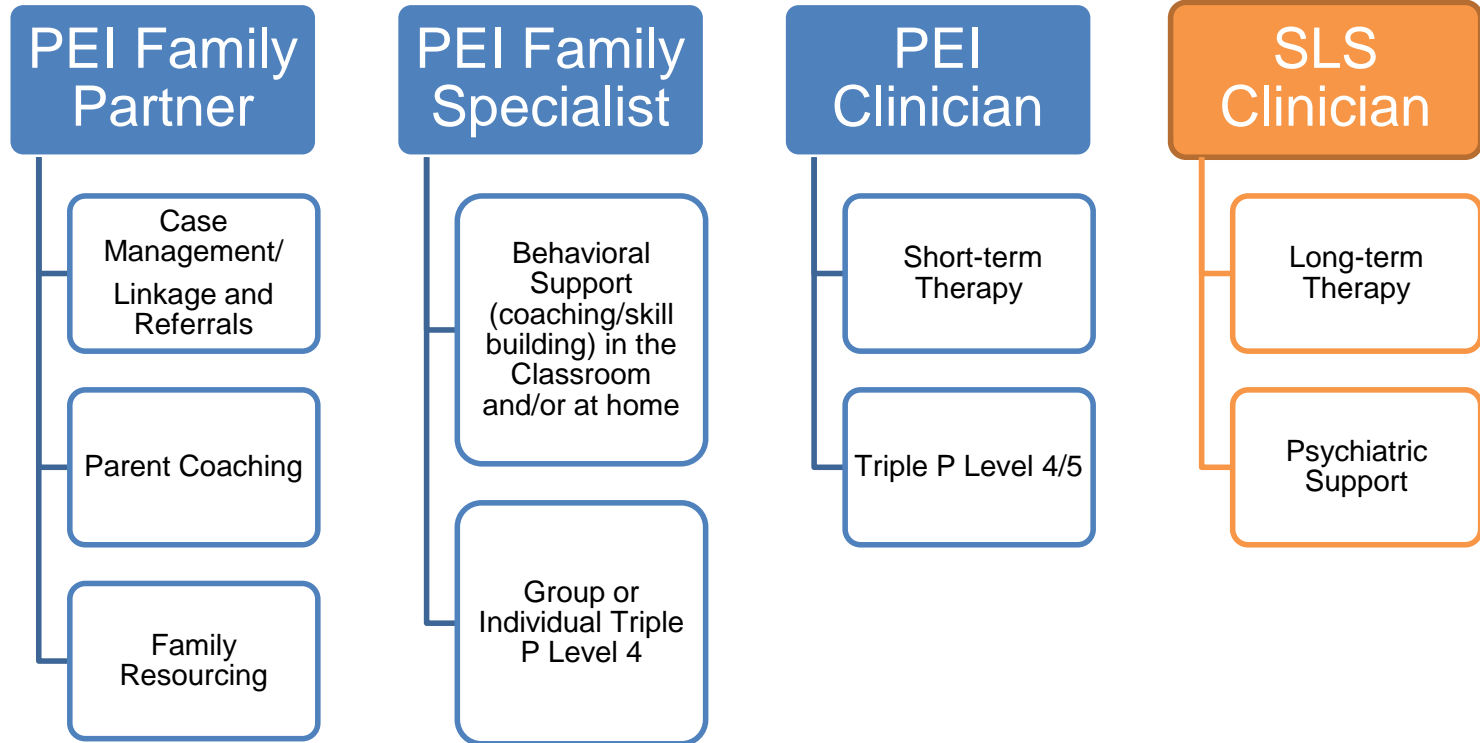 PEI Family
Partner
Case
Management/
Linkage and
Referrals
Parent Coaching
Family
Resourcing
PEI Family
Specialist
Behavioral
Support
(coaching/skill
building) in the
Classroom
and/or at home
Group or
Individual Triple
P Level 4
PEI
Clinician
Short-term
Therapy
Triple P Level 4/5
SLS
Clinician
Long-term
Therapy
Psychiatric
Support